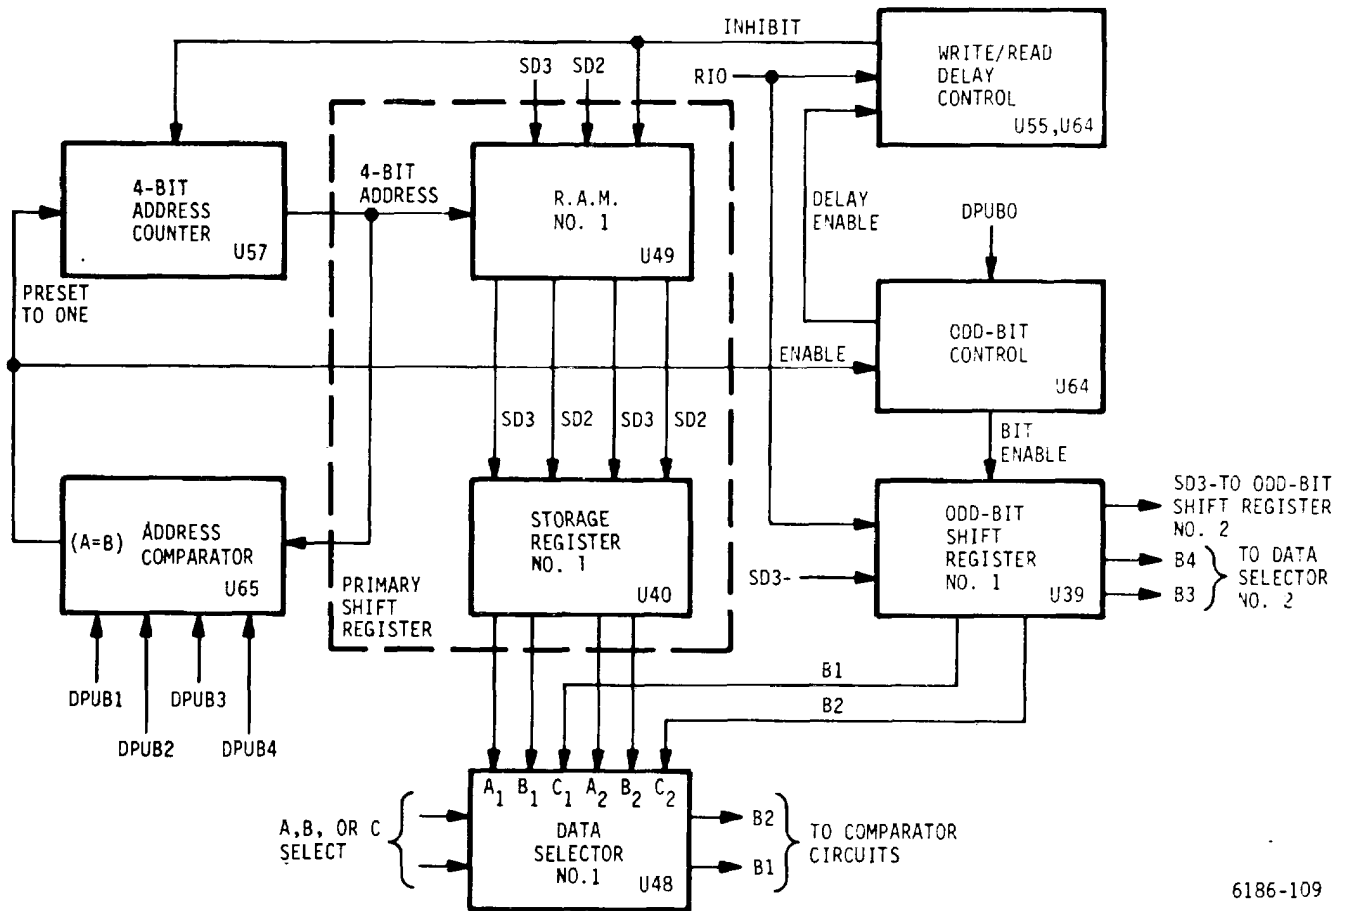 INHIBIT
SD3 SD2
RIO
WRITE/READ
DELAY
CONTROL
U55,U64
4-BIT
ADDRESS
COUNTER
U57
4-BIT
ADDRESS
R.A.M.
NO. 1
U49
DELAY
ENABLE
DPUB0
PRESET
TO ONE
ENABLE
ODD-BIT
CONTROL
U64
SD3 SD2 SD3 SD2
BIT
ENABLE
(A=B) ADDRESS
COMPARATOR
U65
STORAGE
REGISTER
NO. 1
U40
PRIMARY
SHIFT
REGISTER
SD3-
ODD-BIT
SHIFT
REGISTER
NO. 1
U39
SD3-TO ODD-BIT
SHIFT REGISTER
NO. 2
B4
B3
TO DATA
SELECTOR
NO. 2
DPUB1 DPUB3
DPUB2 DPUB4
B1
B2
A1 B1 C1 A2 B2 C2
DATA
SELECTOR
NO.1
U48
A,B, OR C
SELECT
B2
B1
TO COMPARATOR
CIRCUITS
6186-109